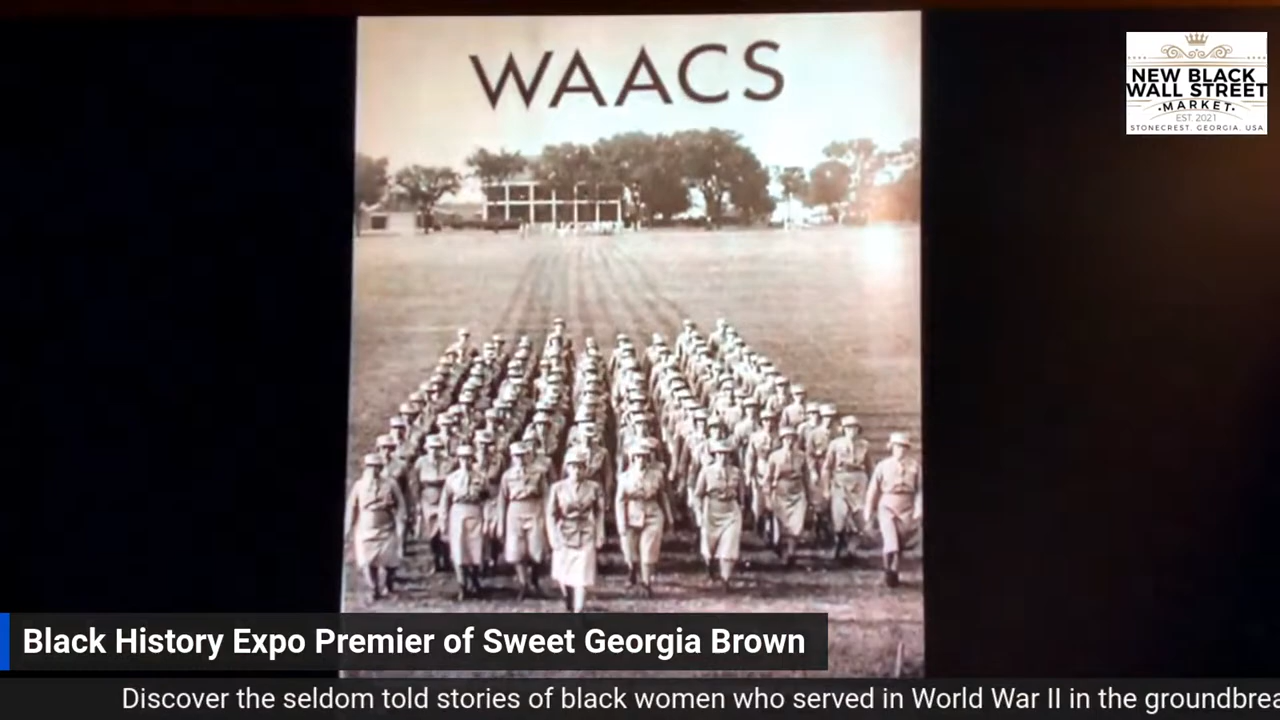 WAACS
NEW BLACK
WALL STREET
MARKET
EST. 2021
STONECREST, GEORGIA, USA
Black History Expo Premier of Sweet Georgia Brown
Discover the seldom told stories of black women who served in World War II in the